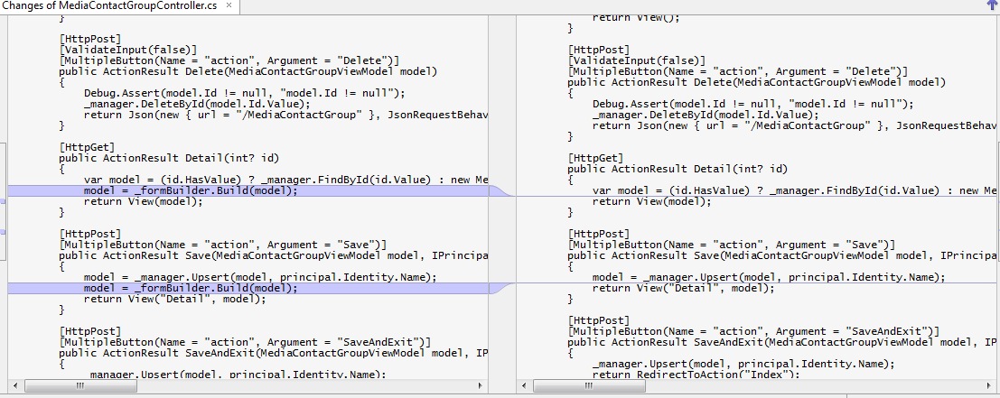 Changes of MediaContactGroupController.cs ×
}
[HttpPost]
[ValidateInput(false)]
[MultipleButton(Name = "action", Argument = "Delete")]
public ActionResult Delete(MediaContactGroupViewModel model)
{
Debug.Assert(model.Id != null, "model.Id != null");
_manager.DeleteById(model.Id.Value);
return Json(new { url = "/MediaContactGroup" }, JsonRequestBehav
}
[HttpGet]
public ActionResult Detail(int? id)
{
var model = (id.HasValue) ? _manager.FindById(id.Value) : new Me
model = _formBuilder.Build(model);
return View(model);
}
[HttpPost]
[MultipleButton(Name = "action", Argument = "Save")]
public ActionResult Save(MediaContactGroupViewModel model, IPrincipa
{
model = _manager.Upsert(model, principal.Identity.Name);
model = _formBuilder.Build(model);
return View("Detail", model);
}
[HttpPost]
[MultipleButton(Name = "action", Argument = "SaveAndExit")]
public ActionResult SaveAndExit(MediaContactGroupViewModel model, IP
{
_manager.Upsert(model, principal.Identity.Name);
return View();
}
[HttpPost]
[ValidateInput(false)]
[MultipleButton(Name = "action", Argument = "Delete")]
public ActionResult Delete(MediaContactGroupViewModel model)
{
Debug.Assert(model.Id != null, "model.Id != null");
_manager.DeleteById(model.Id.Value);
return Json(new { url = "/MediaContactGroup" }, JsonRequestBehav
}
[HttpGet]
public ActionResult Detail(int? id)
{
var model = (id.HasValue) ? _manager.FindById(id.Value) : new Me
return View(model);
}
[HttpPost]
[MultipleButton(Name = "action", Argument = "Save")]
public ActionResult Save(MediaContactGroupViewModel model, IPrincipa
{
model = _manager.Upsert(model, principal.Identity.Name);
return View("Detail", model);
}
[HttpPost]
[MultipleButton(Name = "action", Argument = "SaveAndExit")]
public ActionResult SaveAndExit(MediaContactGroupViewModel model, IP
{
_manager.Upsert(model, principal.Identity.Name);
return RedirectToAction("Index");